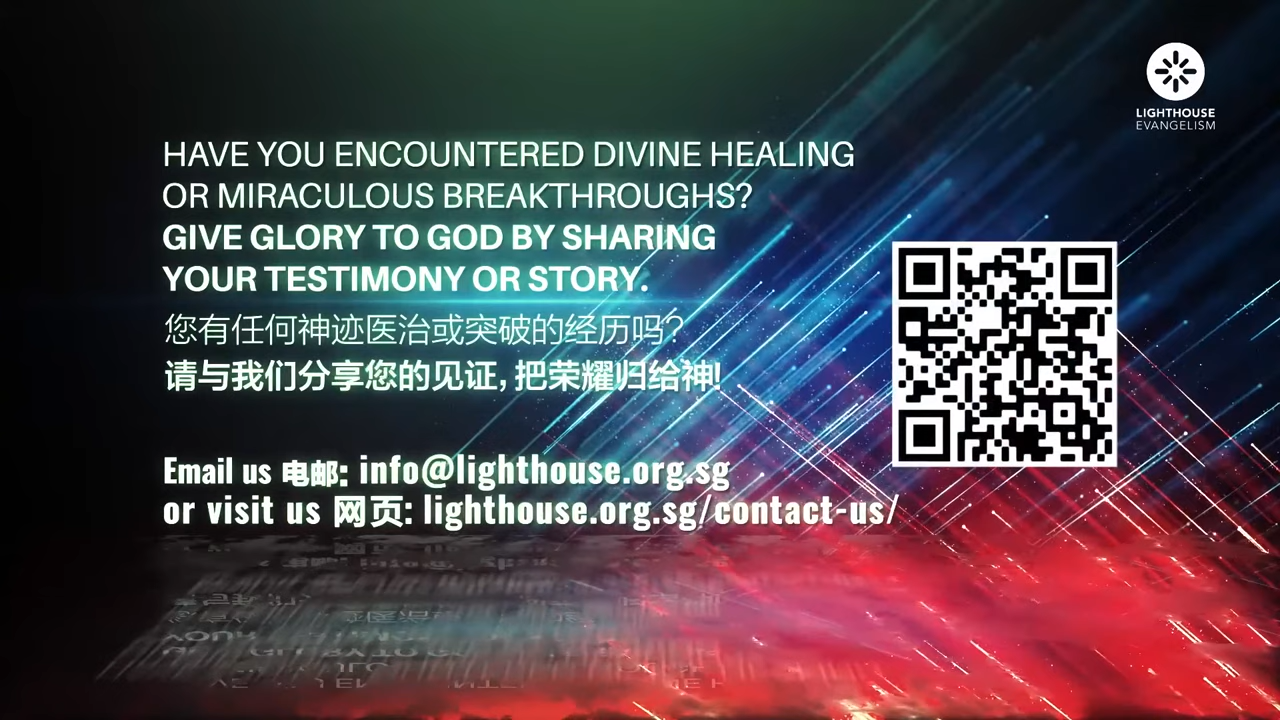 LIGHTHOUSE
EVANGELISM
HAVE YOU ENCOUNTERED DIVINE HEALING
OR MIRACULOUS BREAKTHROUGHS?
GIVE GLORY TO GOD BY SHARING
YOUR TESTIMONY OR STORY.
您有任何神迹医治或突破的经历吗?
请与我们分享您的见证, 把荣耀归给神!
Email us 电邮: info@lighthouse.org.sg
or visit us 网页: lighthouse.org.sg/contact-us/